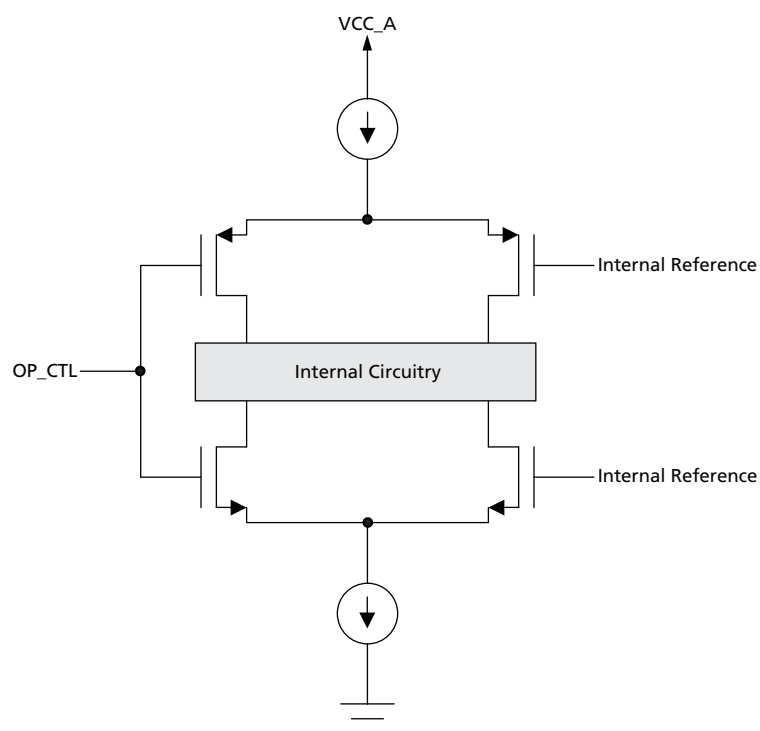 VCC_A
Internal Reference
Internal Circuitry
OP_CTL
Internal Reference